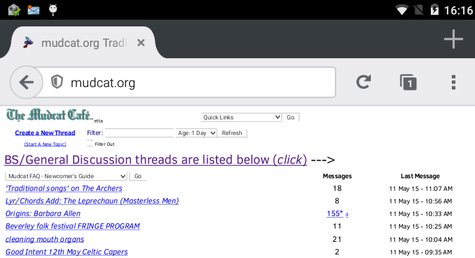 16:16
mudcat.org Tradi
mudcat.org
1
The Mudcat Café
Quick Links Go
Create a New Thread Filter: Age: 1 Day Refresh
(Start A New Topic) Filter Out
BS/General Discussion threads are listed below (click) --->
Mudcat FAQ - Newcomer's Guide Go Messages Last Message
'Traditional songs' on The Archers 18 11 May 15 - 11:07 AM
Lyr/Chords Add: The Leprechaun (Masterless Men) 8 11 May 15 - 10:56 AM
Origins: Barbara Allen 155* d 11 May 15 - 10:33 AM
Beverley folk festival FRINGE PROGRAM 11 11 May 15 - 10:25 AM
cleaning mouth organs 21 11 May 15 - 10:04 AM
Good Intent 12th May Celtic Capers 2 11 May 15 - 09:35 AM